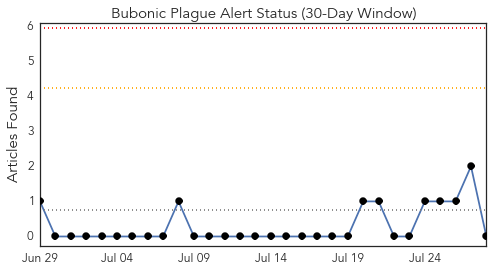 Bubonic Plague Alert Status (30-Day Window)
Articles Found
6
5
4
3
2
1
0
Jun 29
Jul 04
Jul 09
Jul 14
Jul 19
Jul 24